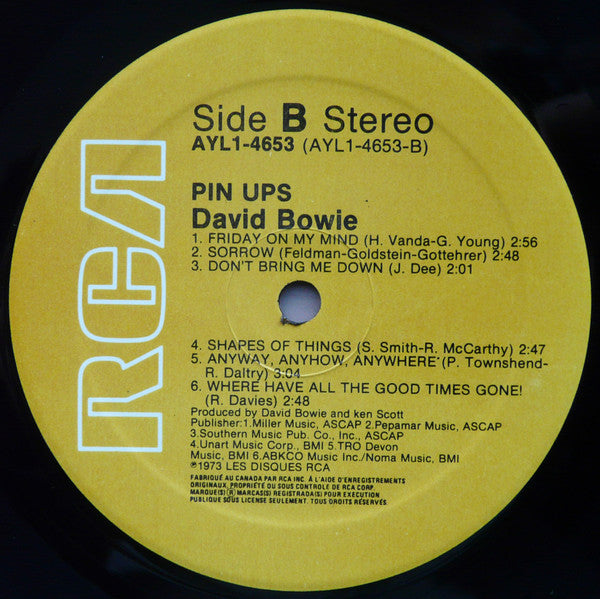 RCA
Side B Stereo
AYL1-4653 (AYL1-4653-B)
PIN UPS
David Bowie
1. FRIDAY ON MY MIND (H. Vanda-G. Young) 2:56
2. SORROW (Feldman-Goldstein-Gottehrer) 2:48
3. DON'T BRING ME DOWN (J. Dee) 2:01
4. SHAPES OF THINGS (S. Smith-R. McCarthy) 2:47
5. ANYWAY, ANYHOW, ANYWHERE (P. Townshend-
R. Daltry) 3:04
6. WHERE HAVE ALL THE GOOD TIMES GONE!
(R. Davies) 2:48
Produced by David Bowie and ken Scott
Publisher:1.Miller Music, ASCAP 2.Pepamar Music, ASCAP
3.Southern Music Pub. Co., Inc., ASCAP
4.Unart Music Corp., BMI 5.TRO Devon
Music, BMI 6.ABKCO Music Inc./Noma Music, BMI
℗1973 LES DISQUES RCA
FABRIQUÉ AU CANADA PAR RCA INC. À L'AIDE D'ENREGISTREMENTS
ORIGINAUX, PROPRIÉTÉ OU SOUS CONTROLE DE RCA CORP.
MARQUE(S) ® MARCAS(S) REGISTRADA(S) POUR EXECUTION
PUBLIQUE SOUS LICENSE SEULEMENT. TOUS DROITS RÉSERVÉS